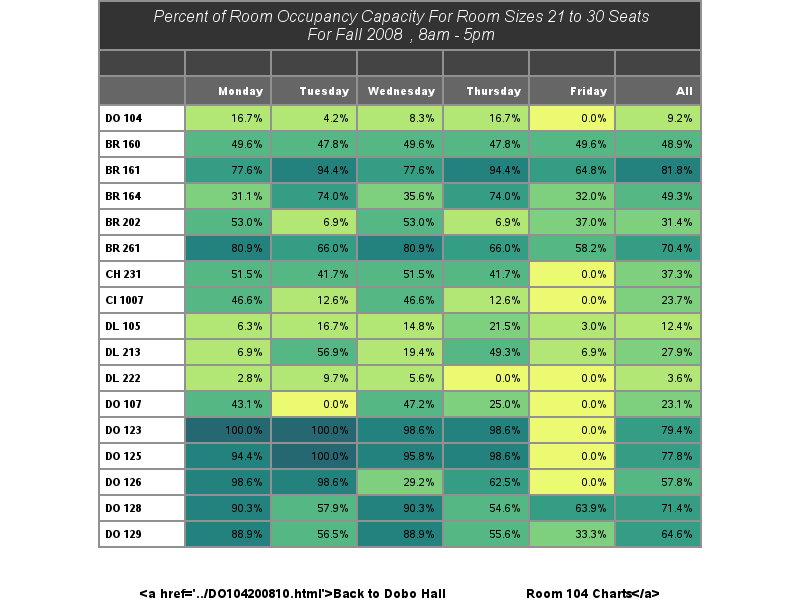 Percent of Room Occupancy Capacity For Room Sizes 21 to 30 Seats
For Fall 2008 , 8am - 5pm
Monday Tuesday Wednesday Thursday Friday All
DO 104 16.7% 4.2% 8.3% 16.7% 0.0% 9.2%
BR 160 49.6% 47.8% 49.6% 47.8% 49.6% 48.9%
BR 161 77.6% 94.4% 77.6% 94.4% 64.8% 81.8%
BR 164 31.1% 74.0% 35.6% 74.0% 32.0% 49.3%
BR 202 53.0% 6.9% 53.0% 6.9% 37.0% 31.4%
BR 261 80.9% 66.0% 80.9% 66.0% 58.2% 70.4%
CH 231 51.5% 41.7% 51.5% 41.7% 0.0% 37.3%
CI 1007 46.6% 12.6% 46.6% 12.6% 0.0% 23.7%
DL 105 6.3% 16.7% 14.8% 21.5% 3.0% 12.4%
DL 213 6.9% 56.9% 19.4% 49.3% 6.9% 27.9%
DL 222 2.8% 9.7% 5.6% 0.0% 0.0% 3.6%
DO 107 43.1% 0.0% 47.2% 25.0% 0.0% 23.1%
DO 123 100.0% 100.0% 98.6% 98.6% 0.0% 79.4%
DO 125 94.4% 100.0% 95.8% 98.6% 0.0% 77.8%
DO 126 98.6% 98.6% 29.2% 62.5% 0.0% 57.8%
DO 128 90.3% 57.9% 90.3% 54.6% 63.9% 71.4%
DO 129 88.9% 56.5% 88.9% 55.6% 33.3% 64.6%
<a href='../DO104200810.html'>Back to Dobo Hall Room 104 Charts</a>